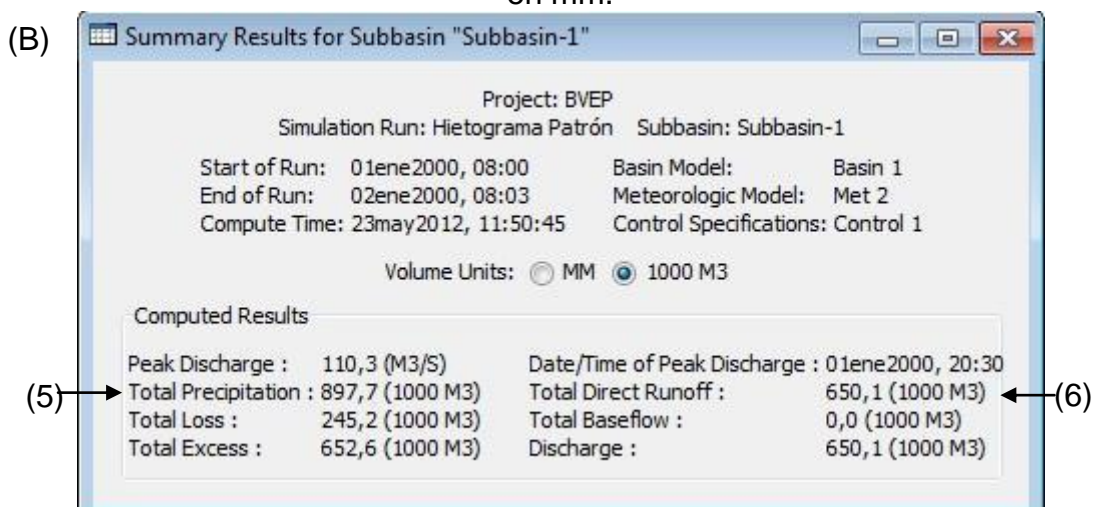 en mm.
(B)
Summary Results for Subbasin "Subbasin-1"
Project: BVEP
Simulation Run: Hietograma Patrón Subbasin: Subbasin-1
Start of Run: 01ene2000, 08:00 Basin Model: Basin 1
End of Run: 02ene2000, 08:03 Meteorologic Model: Met 2
Compute Time: 23may2012, 11:50:45 Control Specifications: Control 1
Volume Units: MM 1000 M3
Computed Results
Peak Discharge : 110,3 (M3/S) Date/Time of Peak Discharge : 01ene2000, 20:30
(5) Total Precipitation : 897,7 (1000 M3) Total Direct Runoff : 650,1 (1000 M3) (6)
Total Loss : 245,2 (1000 M3) Total Baseflow : 0,0 (1000 M3)
Total Excess : 652,6 (1000 M3) Discharge : 650,1 (1000 M3)